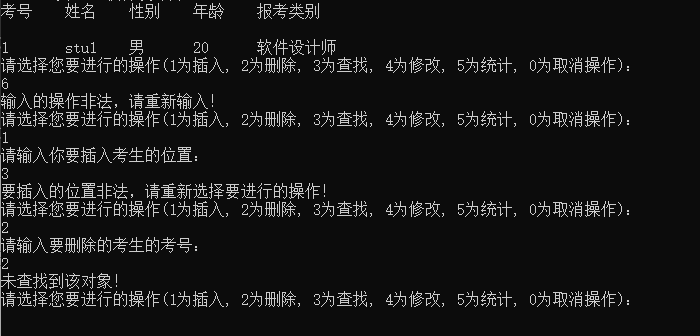 考号 姓名 性别 年龄 报考类别
1 stu1 男 20 软件设计师
请选择您要进行的操作(1为插入, 2为删除, 3为查找, 4为修改, 5为统计, 0为取消操作):
6
输入的操作非法, 请重新输入!
请选择您要进行的操作(1为插入, 2为删除, 3为查找, 4为修改, 5为统计, 0为取消操作):
1
请输入你要插入考生的位置:
3
要插入的位置非法, 请重新选择要进行的操作!
请选择您要进行的操作(1为插入, 2为删除, 3为查找, 4为修改, 5为统计, 0为取消操作):
2
请输入要删除的考生的考号:
2
未查找到该对象!
请选择您要进行的操作(1为插入, 2为删除, 3为查找, 4为修改, 5为统计, 0为取消操作):